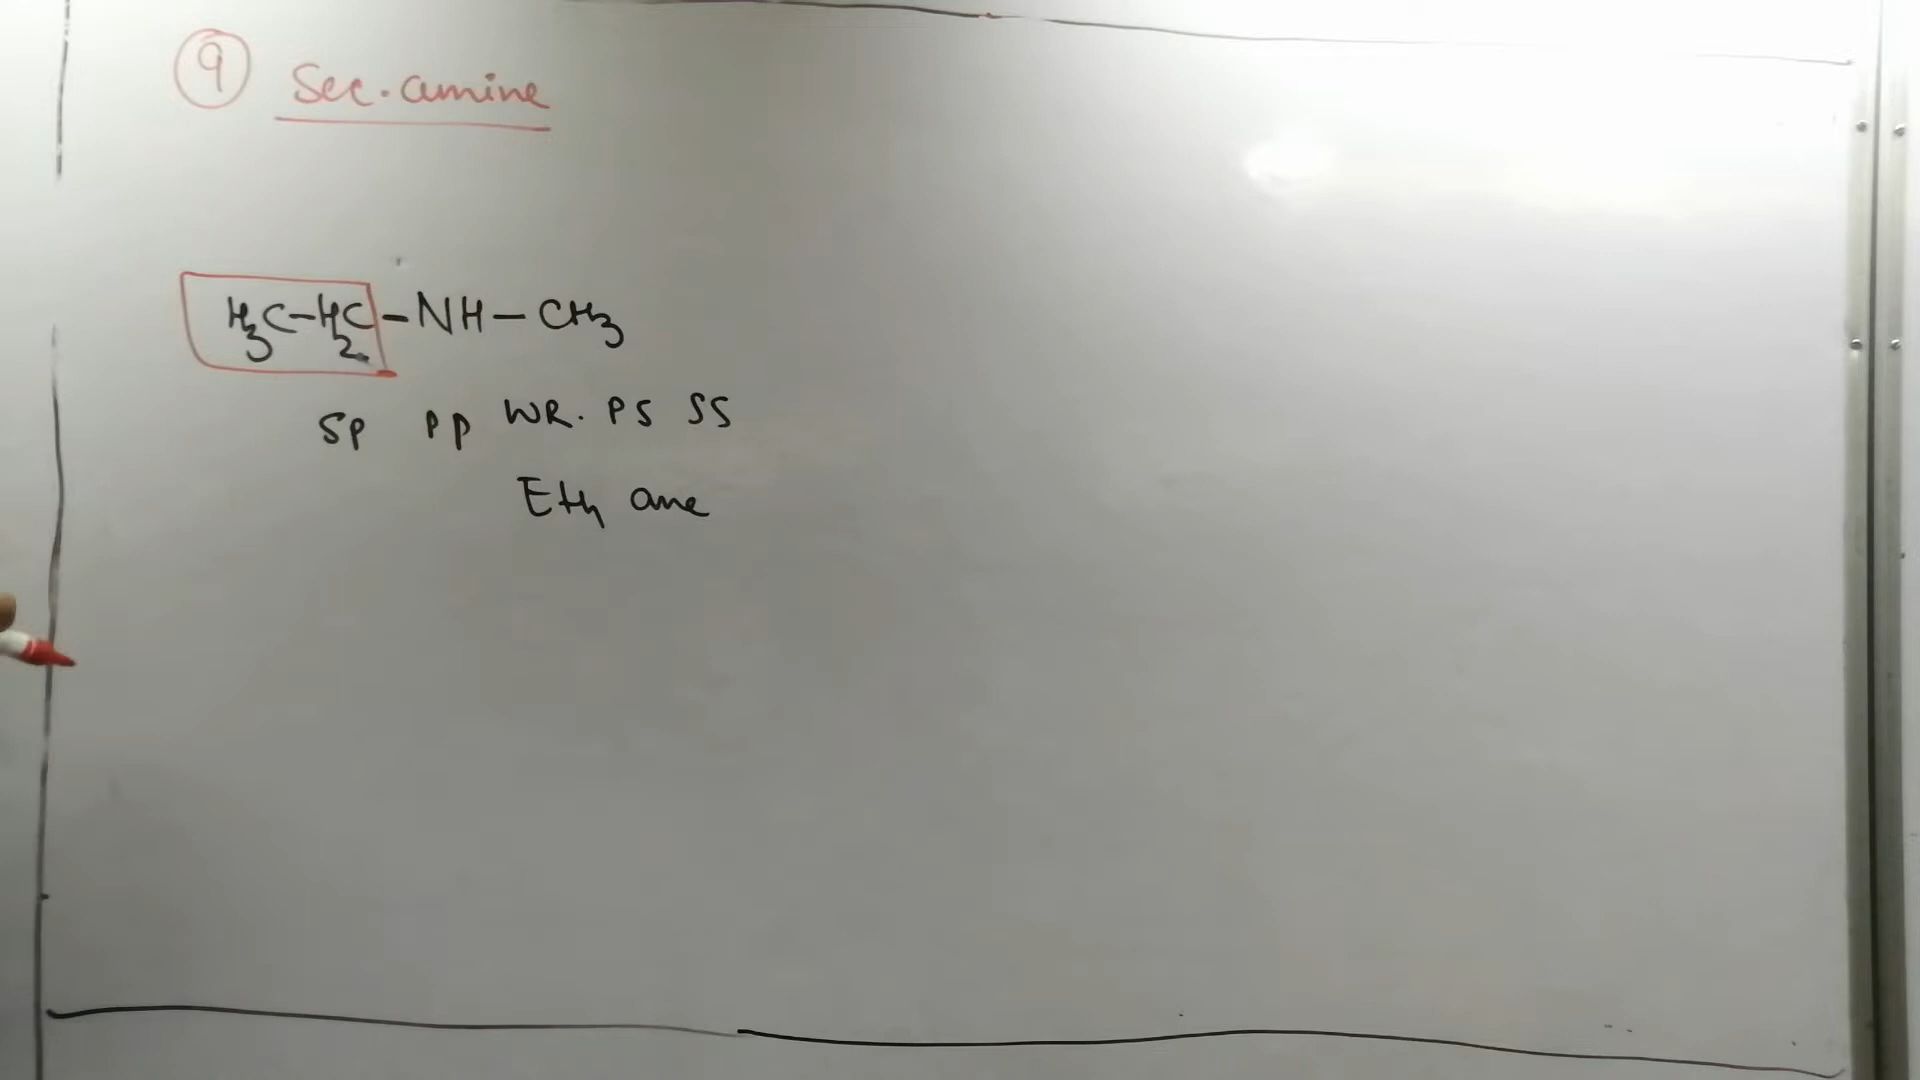 9 Sec. amine
H3C-H2C-NH-CH3
SP PP WR. PS SS
Eth ane